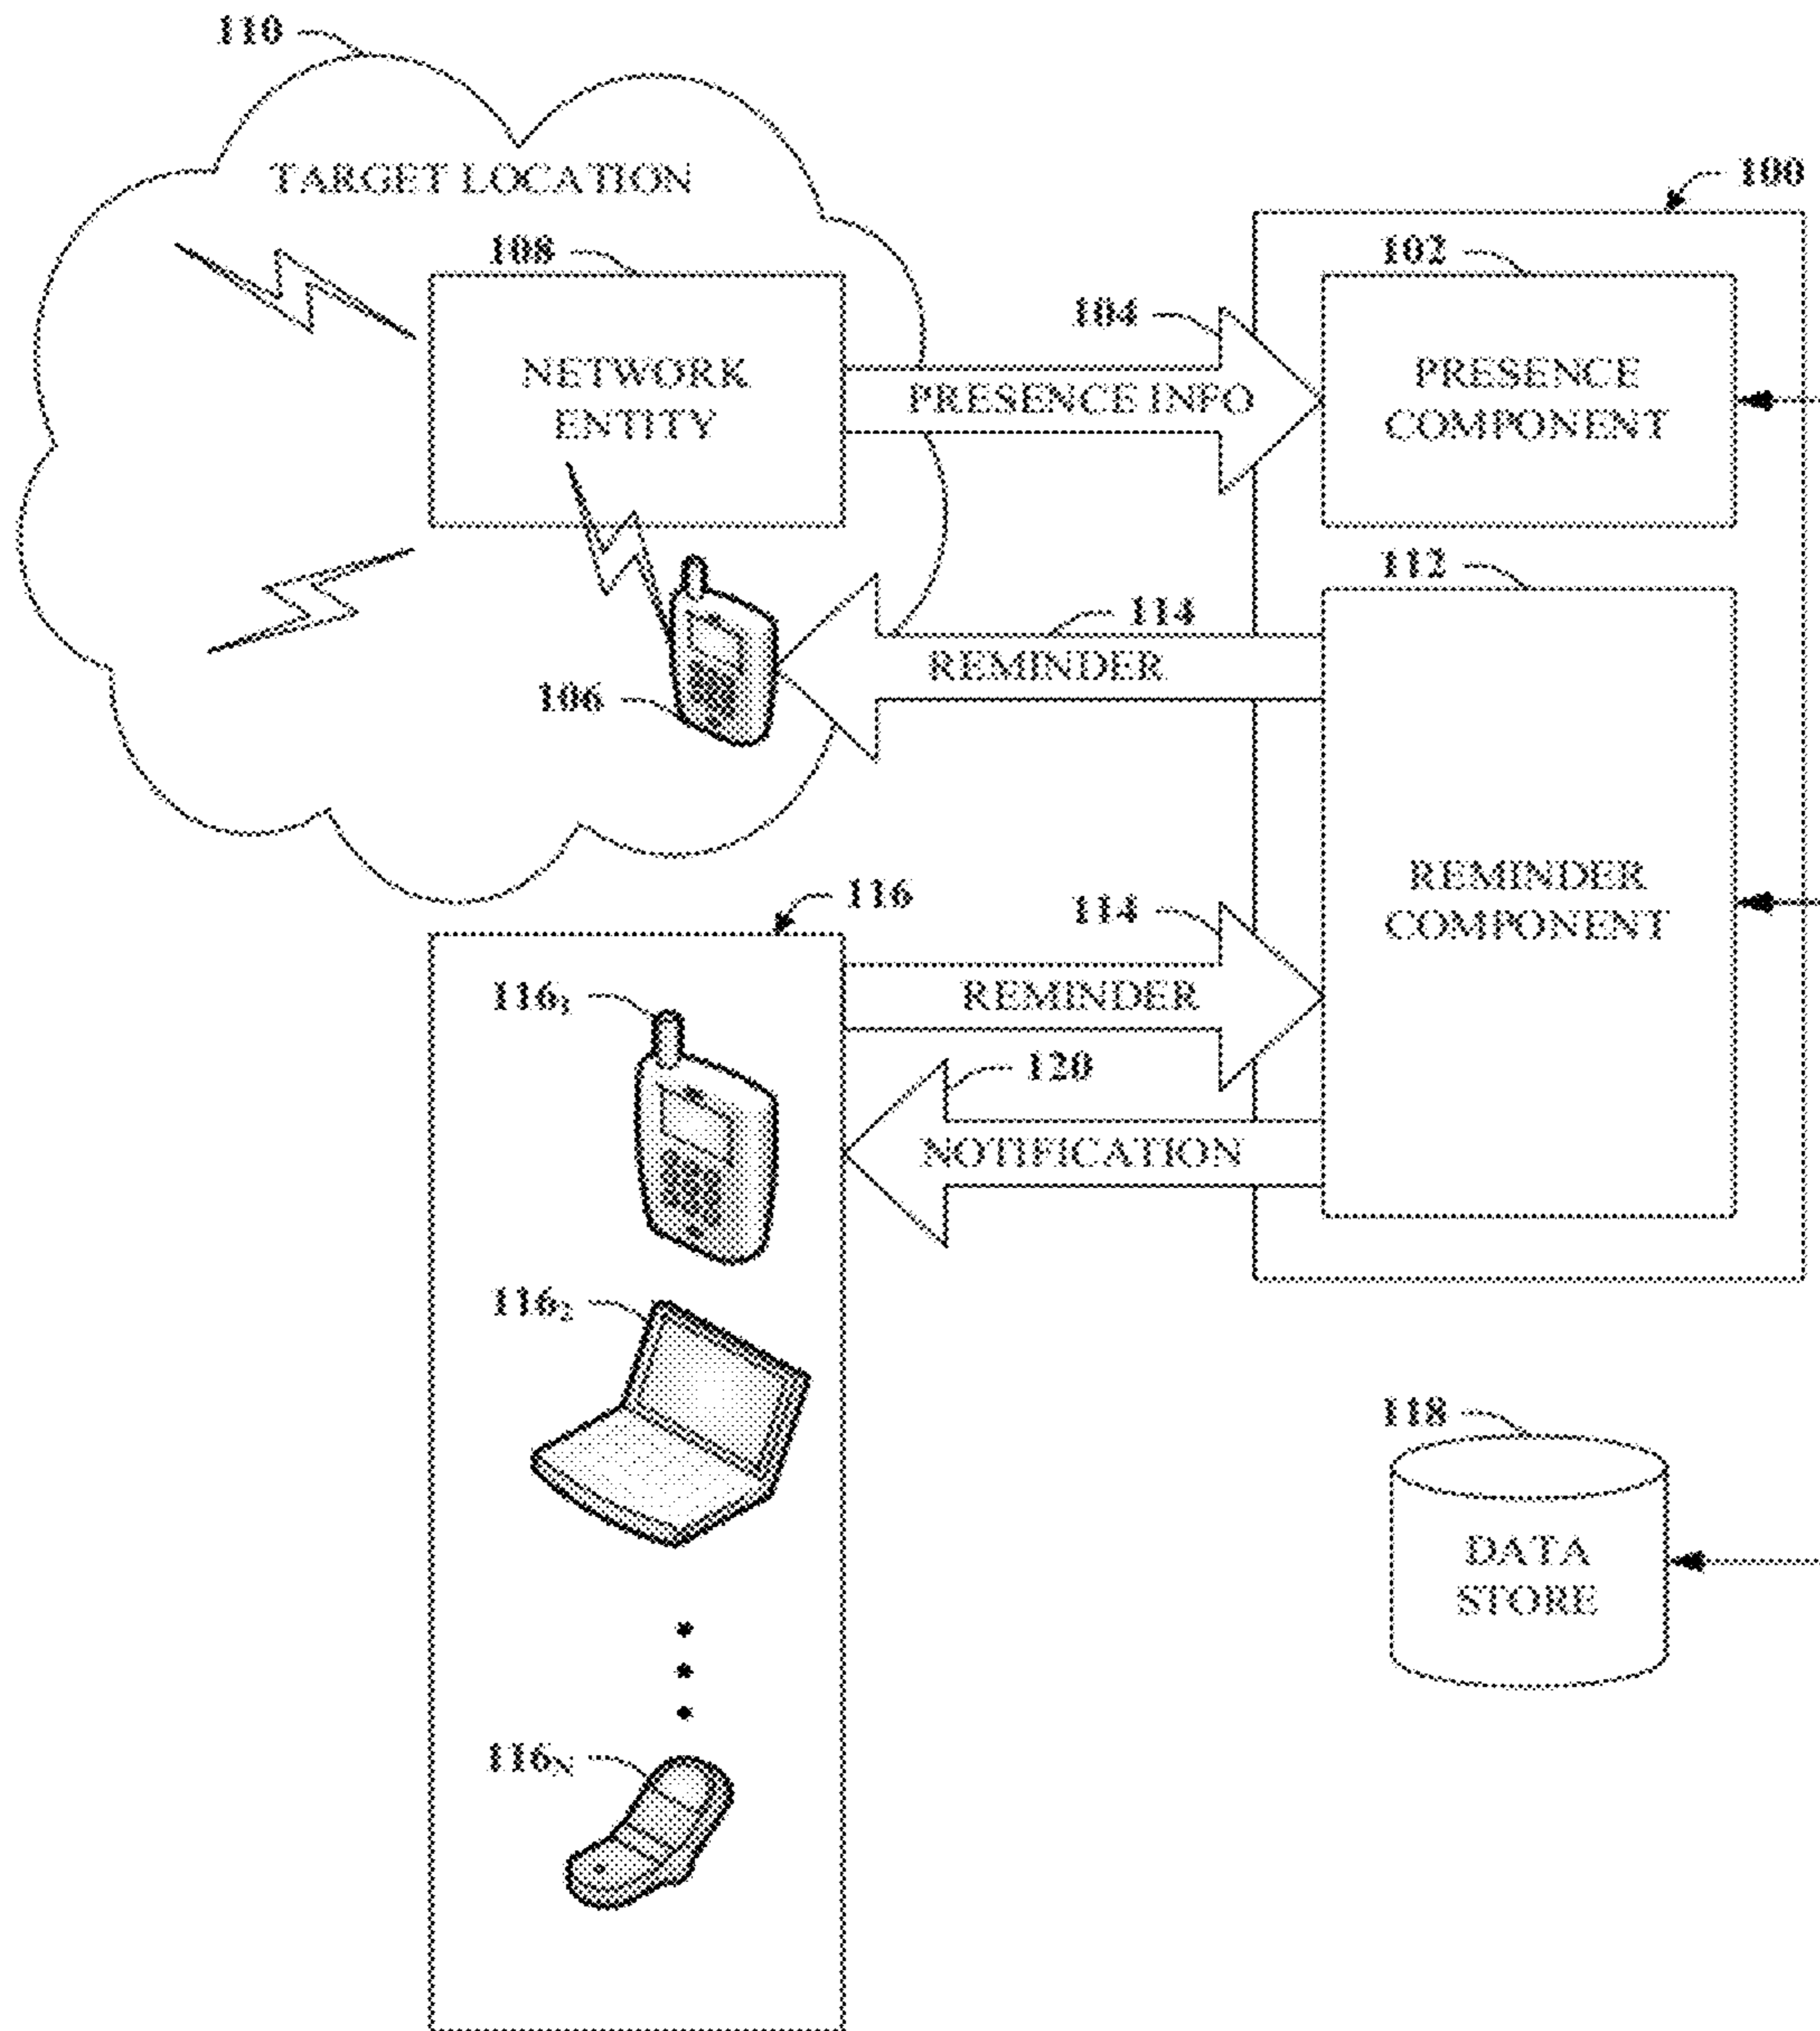 110
TARGET LOCATION
100
108
102
104
NETWORK
ENTITY
PRESENCE INFO
PRESENCE
COMPONENT
112
114
REMINDER
106
116
114
REMINDER
COMPONENT
REMINDER
116₁
120
NOTIFICATION
116₂
118
DATA
STORE
116N